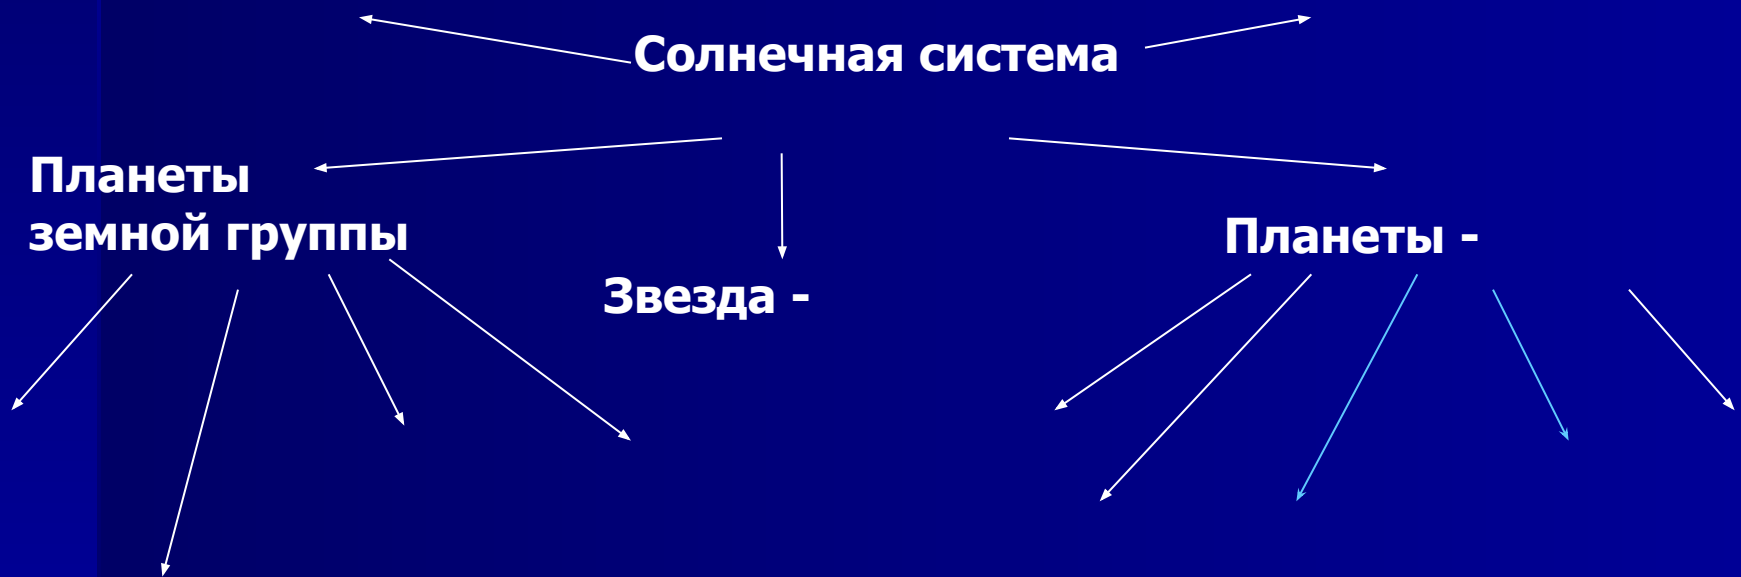 Солнечная система
Планеты
земной группы
Звезда -
Планеты -